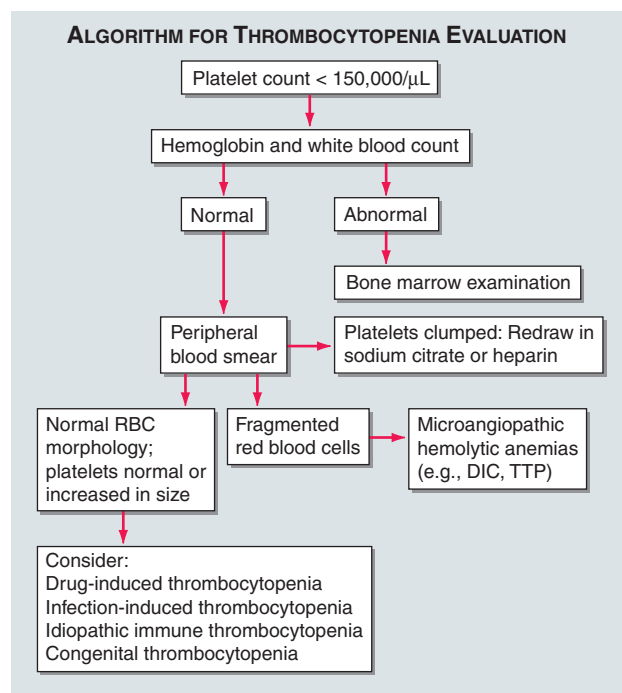 ALGORITHM FOR THROMBOCYTOPENIA EVALUATION
Platelet count < 150,000/μL
Hemoglobin and white blood count
Normal
Abnormal
Bone marrow examination
Peripheral
blood smear
Platelets clumped: Redraw in
sodium citrate or heparin
Normal RBC
morphology;
platelets normal or
increased in size
Fragmented
red blood cells
Microangiopathic
hemolytic anemias
(e.g., DIC, TTP)
Consider:
Drug-induced thrombocytopenia
Infection-induced thrombocytopenia
Idiopathic immune thrombocytopenia
Congenital thrombocytopenia